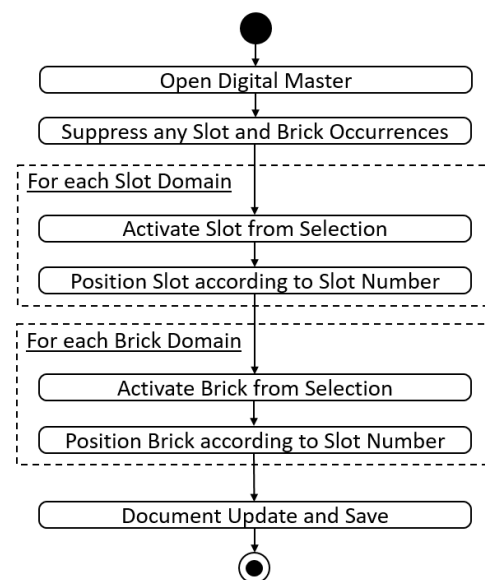 Open Digital Master
Suppress any Slot and Brick Occurrences
For each Slot Domain
Activate Slot from Selection
Position Slot according to Slot Number
For each Brick Domain
Activate Brick from Selection
Position Brick according to Slot Number
Document Update and Save